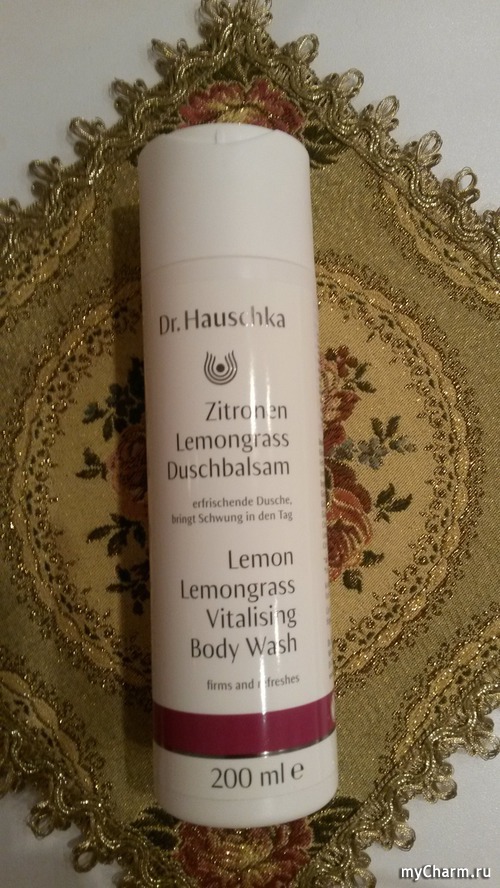 Dr. Hauschka
Zitronen
Lemongrass
Duschbalsam
erfrischende Dusche,
bringt Schwung in den Tag
Lemon
Lemongrass
Vitalising
Body Wash
firms and refreshes
200 ml e
myCharm.ru